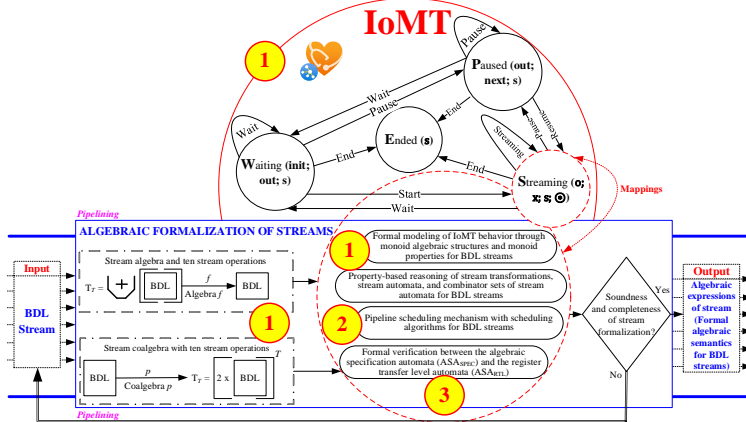 IoMT
1
Pause
Paused (out;
next; s)
Wait
Pause
Wait
End
Pause
Resume
Streaming
Ended (s)
Waiting (init;
out; s)
End
End
Start
Wait
Streaming (o;
x; s; ⊙)
Mappings
Pipelining
ALGEBRAIC FORMALIZATION OF STREAMS
Input
BDL
Stream
Stream algebra and ten stream operations
T_T = + BDL
f
Algebra f
BDL
1
Stream coalgebra with ten stream operations
BDL
p
Coalgebra p
T_T = 2 x BDL T
1
Formal modeling of IoMT behavior through
monoid algebraic structures and monoid
properties for BDL streams
Property-based reasoning of stream transformations,
stream automata, and combinator sets of stream
automata for BDL streams
2
Pipeline scheduling mechanism with scheduling
algorithms for BDL streams
Formal verification between the algebraic
specification automata (ASA_SPEC) and the register
transfer level automata (ASA_RTL)
3
Soundness
and completeness
of stream
formalization?
Yes
No
Output
Algebraic
expressions
of stream
(Formal
algebraic
semantics
for BDL
streams)
Pipelining